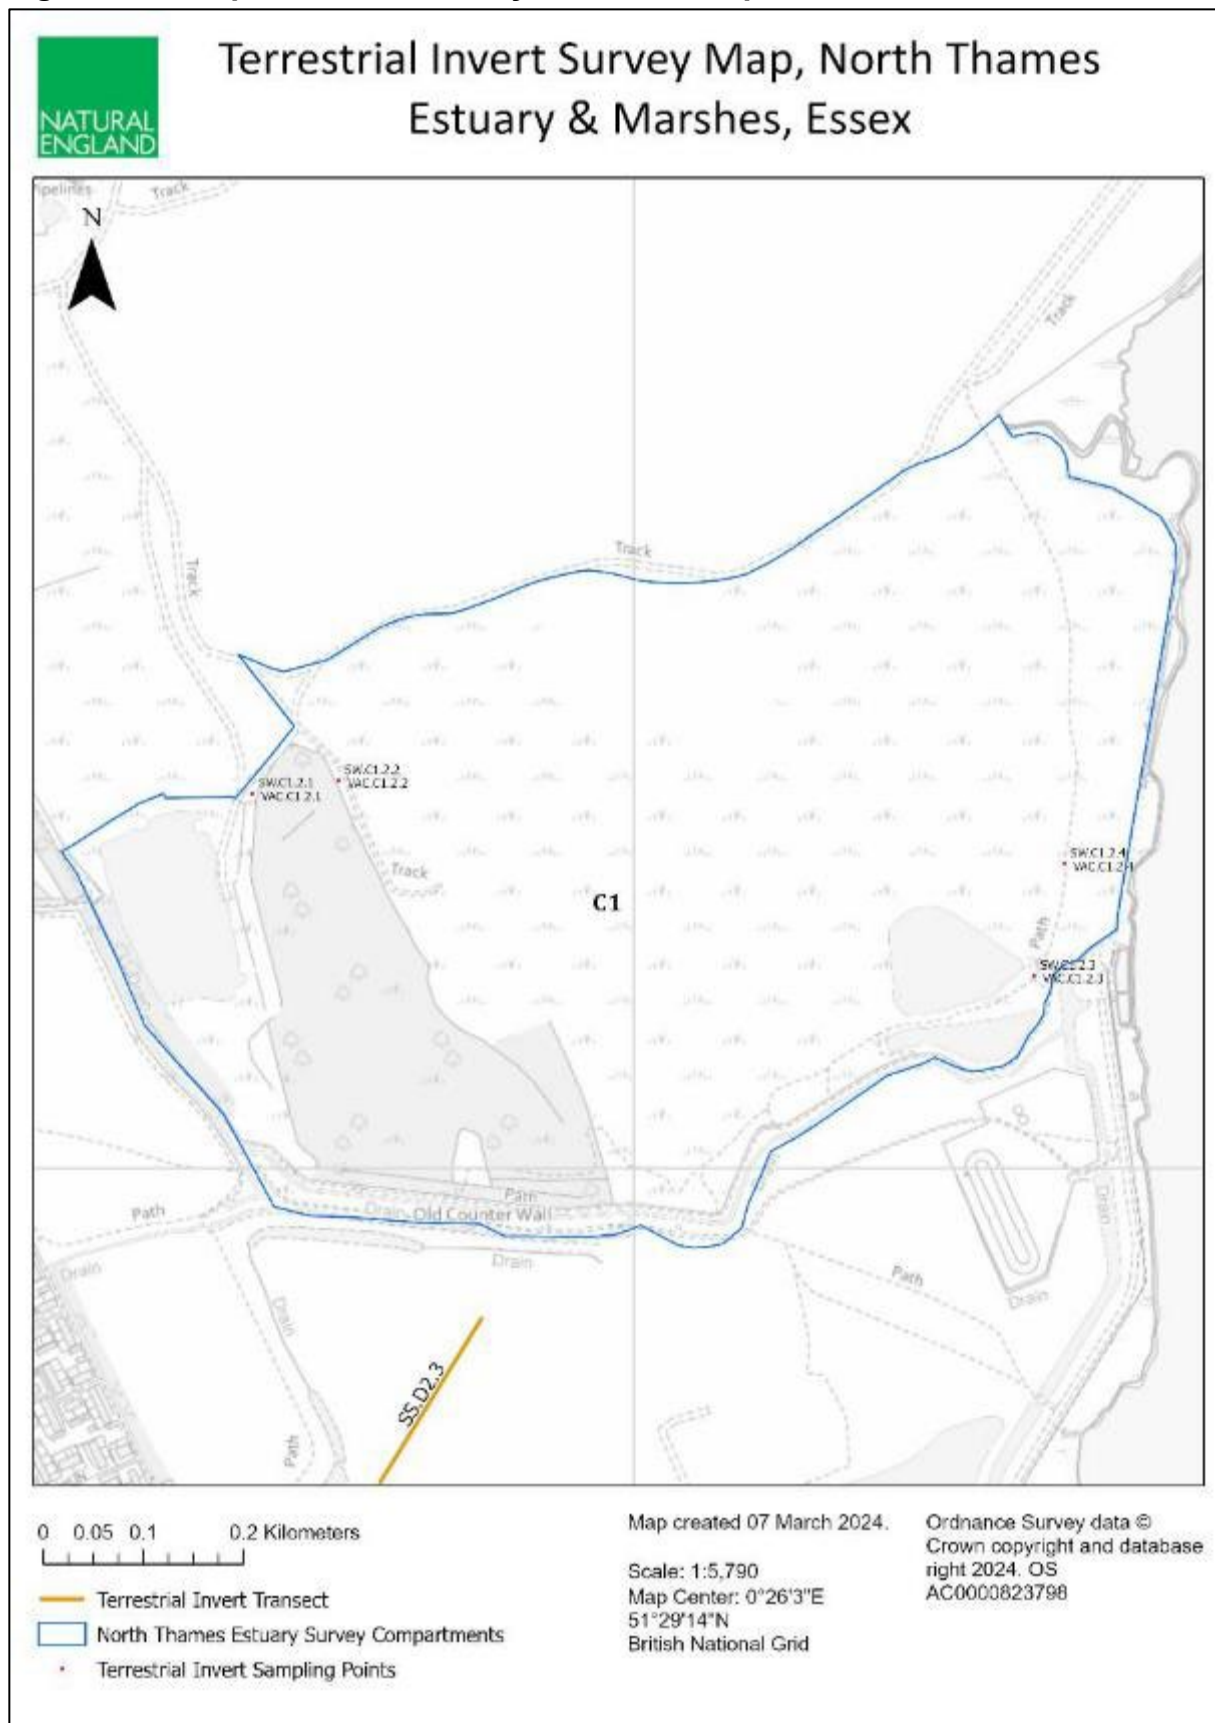 Terrestrial Invert Survey Map, North Thames
Estuary & Marshes, Essex
NATURAL
ENGLAND
Track
N
Track
Track
Track
SW.C1.2.2
VAC.C1.2.2
SW.C1.2.1
VAC.C1.2.1
Track
SW.C1.2.4
VAC.C1.2.4
C1
Path
SW.C1.2.3
VAC.C1.2.3
Path
Drain
Old Counter Wall
Path
Drain
Drain
Drain
Drain
Path
Drain
Path
SS.D2.3
0 0.05 0.1 0.2 Kilometers
Terrestrial Invert Transect
North Thames Estuary Survey Compartments
Terrestrial Invert Sampling Points
Map created 07 March 2024.
Scale: 1:5,790
Map Center: 0°26'3"E
51°29'14"N
British National Grid
Ordnance Survey data ©
Crown copyright and database
right 2024. OS
AC0000823798